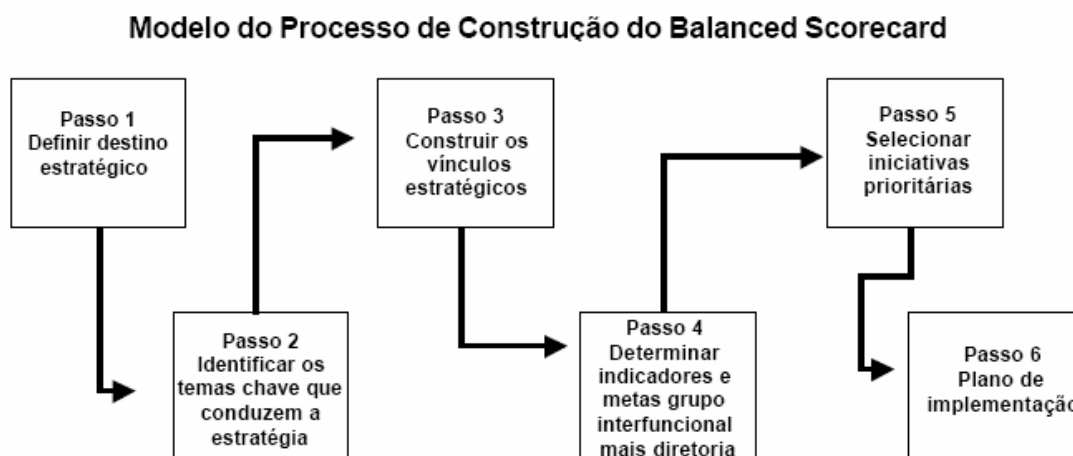 Modelo do Processo de Construção do Balanced Scorecard
Passo 1
Definir destino
estratégico
Passo 2
Identificar os
temas chave que
conduzem a
estratégia
Passo 3
Construir os
vínculos
estratégicos
Passo 4
Determinar
indicadores e
metas grupo
interfuncional
mais diretoria
Passo 5
Selecionar
iniciativas
prioritárias
Passo 6
Plano de
implementação